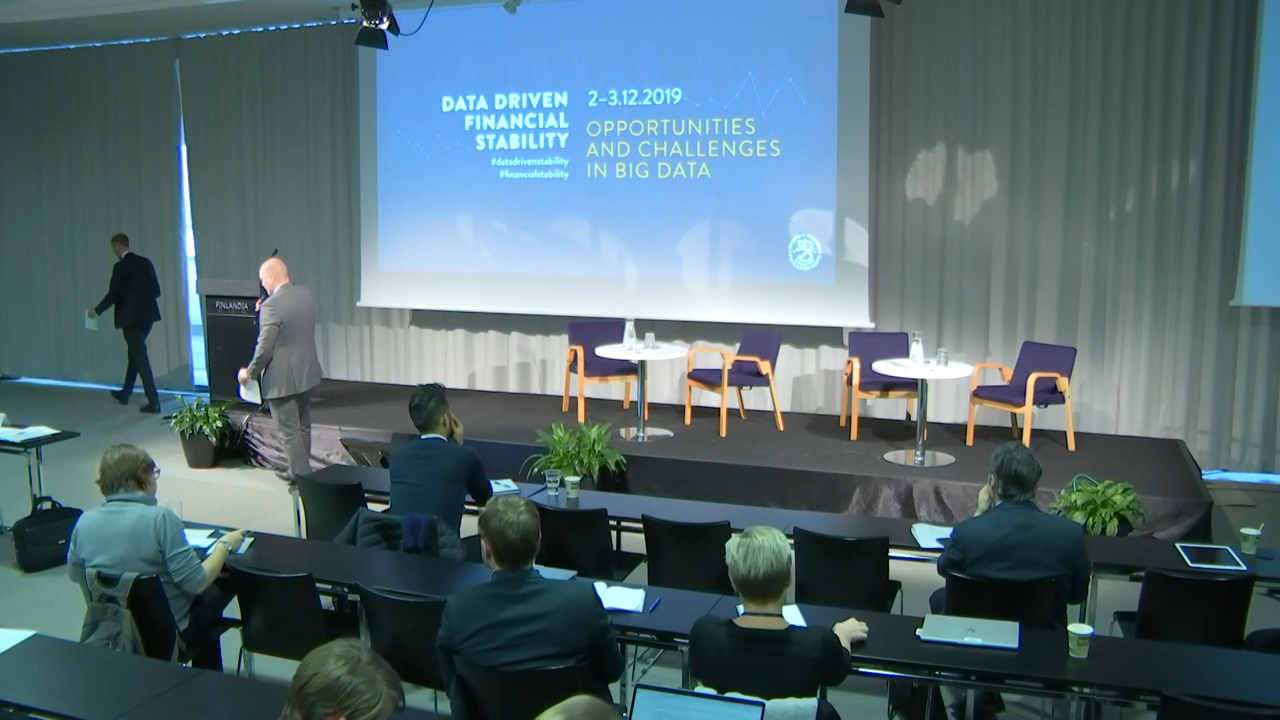 DATA DRIVEN
FINANCIAL
STABILITY
#datadrivenstability
#financialstability
2–3.12.2019
OPPORTUNITIES
AND CHALLENGES
IN BIG DATA
FINLANDIA